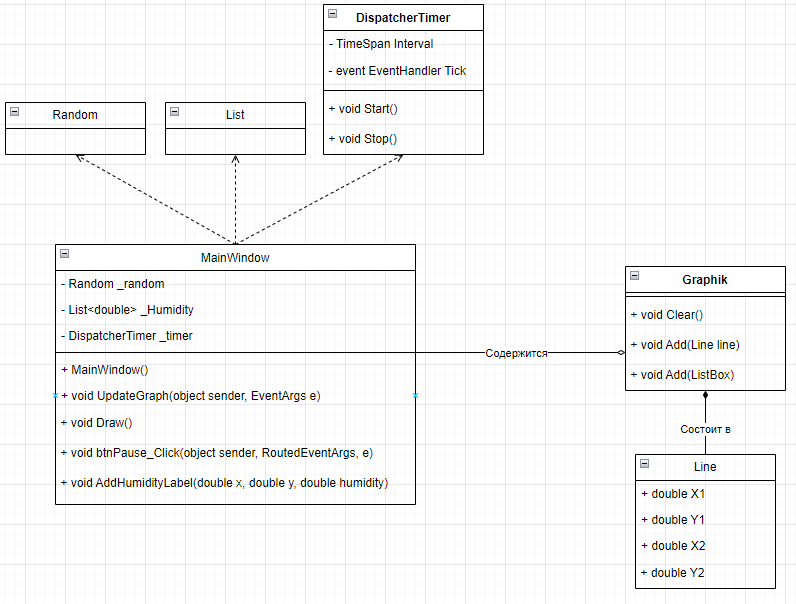 DispatcherTimer
- TimeSpan Interval
- event EventHandler Tick
+ void Start()
+ void Stop()
Random
List
MainWindow
- Random _random
- List<double> _Humidity
- DispatcherTimer _timer
+ MainWindow()
+ void UpdateGraph(object sender, EventArgs e)
+ void Draw()
+ void btnPause_Click(object sender, RoutedEventArgs, e)
+ void AddHumidityLabel(double x, double y, double humidity)
Содержится
Graphik
+ void Clear()
+ void Add(Line line)
+ void Add(ListBox)
Состоит в
Line
+ double X1
+ double Y1
+ double X2
+ double Y2